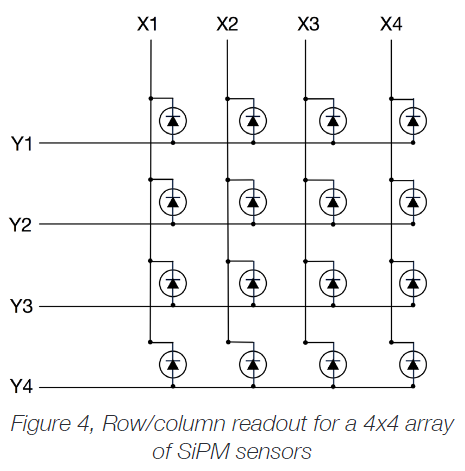 X1 X2 X3 X4
Y1
Y2
Y3
Y4
Figure 4, Row/column readout for a 4x4 array
of SiPM sensors